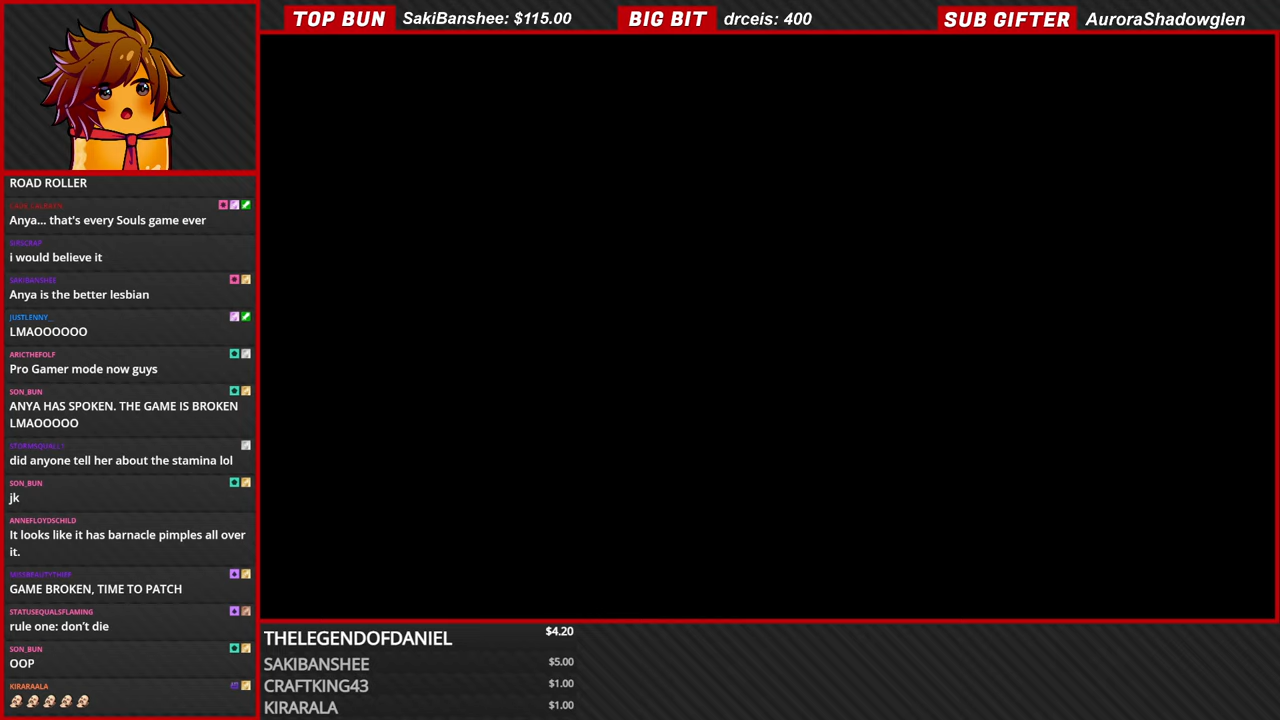 TOP BUN SakiBanshee: $115.00 BIG BIT drceis: 400 SUB GIFTER AuroraShadowglen
ROAD ROLLER
Anya... that's every Souls game ever
SIRSCRAP
i would believe it
SAKIBANSHEE
Anya is the better lesbian
JUSTLENNY_
LMAOOOOOO
ARICTHEFOLF
Pro Gamer mode now guys
SON_BUN
ANYA HAS SPOKEN. THE GAME IS BROKEN
LMAOOOOO
did anyone tell her about the stamina lol
SON_BUN
jk
ANNEFLOYDSCHILD
It looks like it has barnacle pimples all over
it.
MISSBEAUTYTHIEF
GAME BROKEN, TIME TO PATCH
STATUSEQUALSFLAMING
rule one: don't die
SON_BUN
OOP
KIRARAALA
THELEGENDOFDANIEL $4.20
SAKIBANSHEE $5.00
CRAFTKING43 $1.00
KIRARALA $1.00